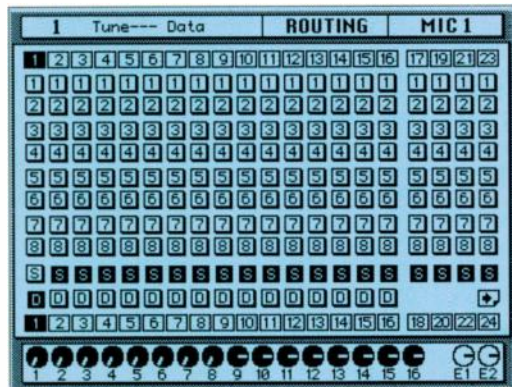 1 Tune--- Data ROUTING MIC 1
1 2 3 4 5 6 7 8 9 10 11 12 13 14 15 16 17 19 21 23
1 1 1 1 1 1 1 1 1 1 1 1 1 1 1 1 1 1 1 1
2 2 2 2 2 2 2 2 2 2 2 2 2 2 2 2 2 2 2 2
3 3 3 3 3 3 3 3 3 3 3 3 3 3 3 3 3 3 3 3
4 4 4 4 4 4 4 4 4 4 4 4 4 4 4 4 4 4 4 4
5 5 5 5 5 5 5 5 5 5 5 5 5 5 5 5 5 5 5 5
6 6 6 6 6 6 6 6 6 6 6 6 6 6 6 6 6 6 6 6
7 7 7 7 7 7 7 7 7 7 7 7 7 7 7 7 7 7 7 7
8 8 8 8 8 8 8 8 8 8 8 8 8 8 8 8 8 8 8 8
S S S S S S S S S S S S S S S S S S S S
D D D D D D D D D D D D D D D D
1 2 3 4 5 6 7 8 9 10 11 12 13 14 15 16 18 20 22 24
1 2 3 4 5 6 7 8 9 10 11 12 13 14 15 16 E1 E2